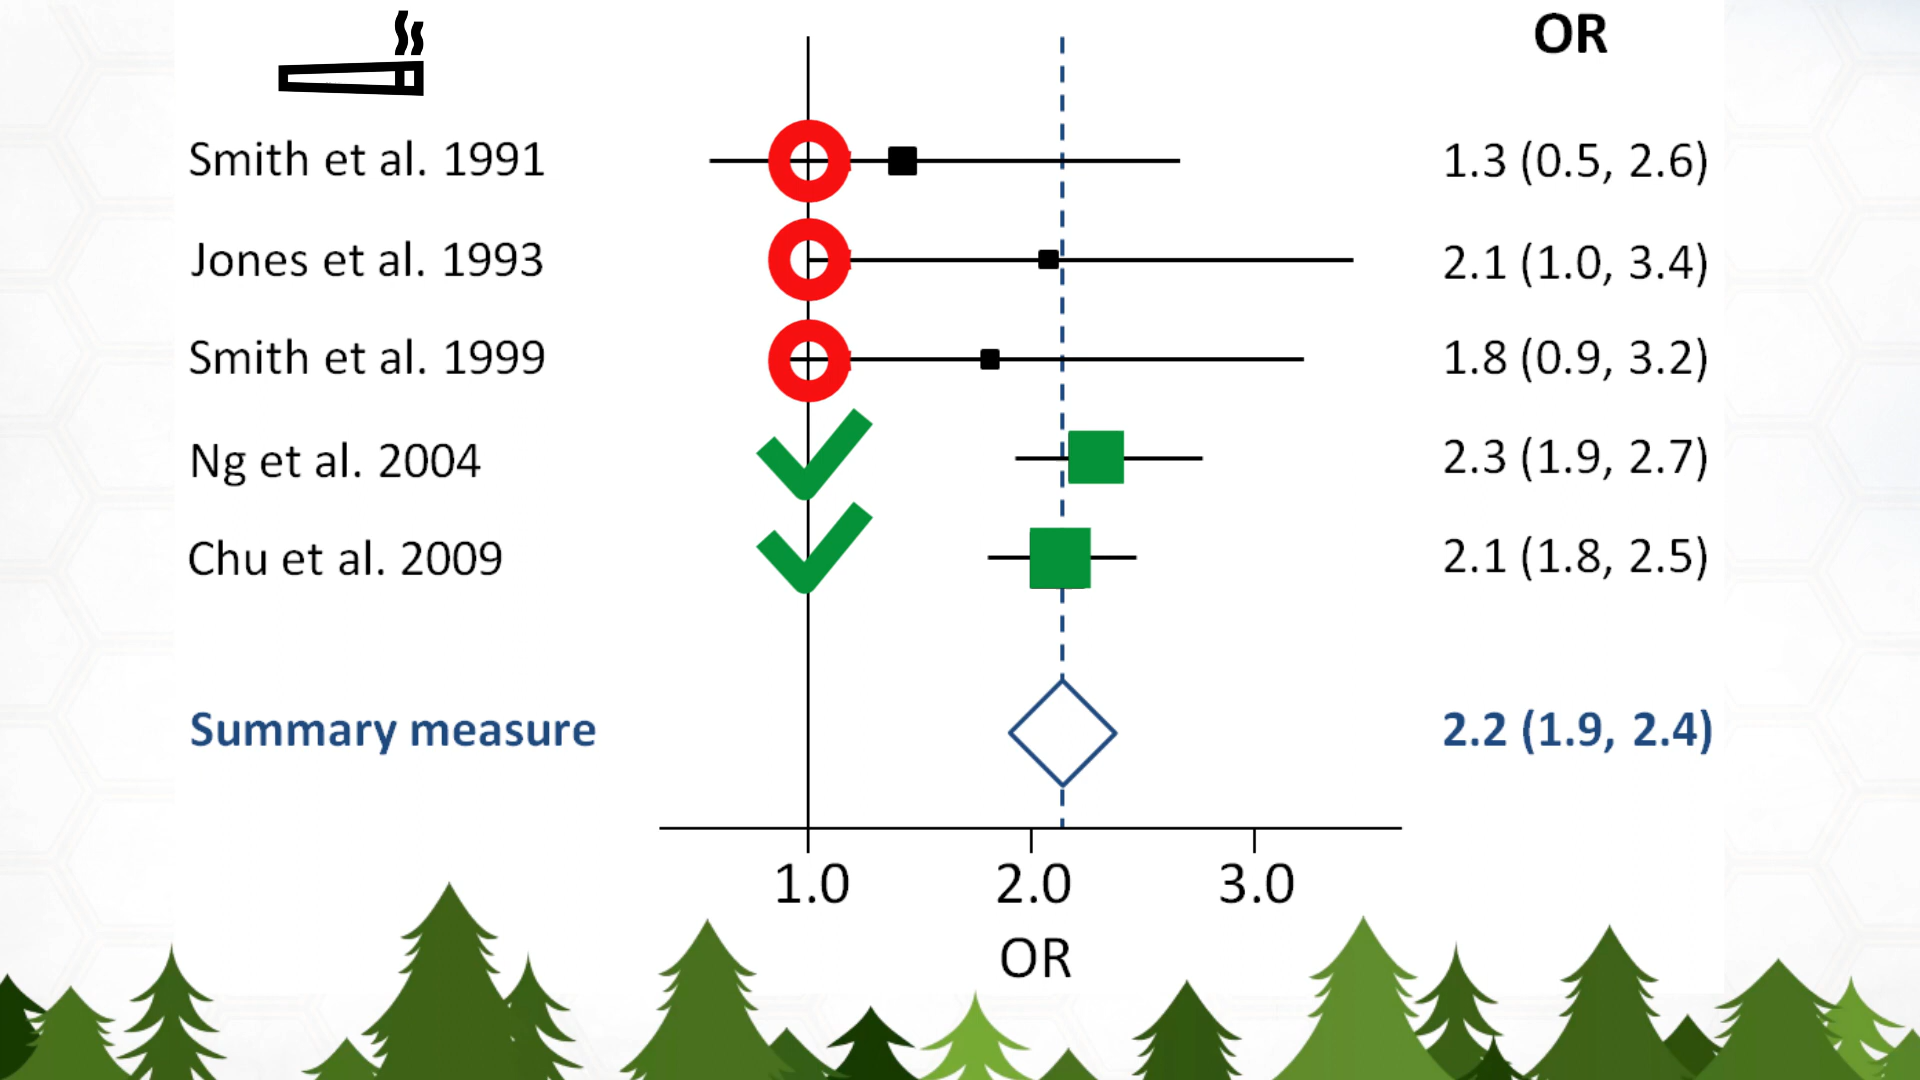 OR
Smith et al. 1991 1.3 (0.5, 2.6)
Jones et al. 1993 2.1 (1.0, 3.4)
Smith et al. 1999 1.8 (0.9, 3.2)
Ng et al. 2004 2.3 (1.9, 2.7)
Chu et al. 2009 2.1 (1.8, 2.5)
Summary measure 2.2 (1.9, 2.4)
1.0 2.0 3.0
OR